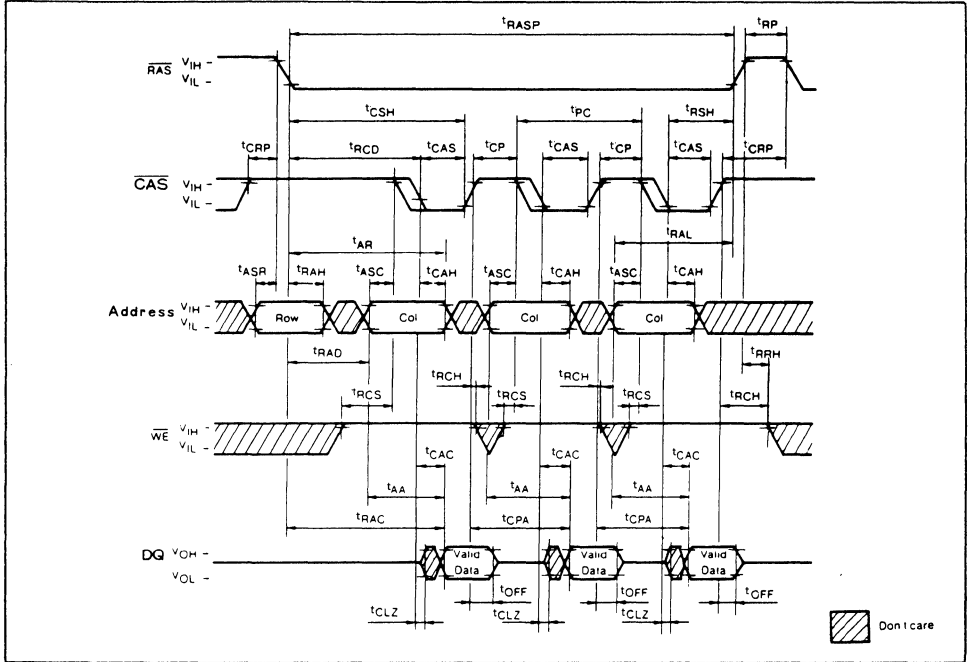 tRASP tRP
RAS VIH -
VIL -
tCSH tPC tRSH
tCRP tRCD tCAS tCP tCAS tCP tCAS tCRP
CAS VIH -
VIL -
tAR tRAL
tASR tRAH tASC tCAH tASC tCAH tASC tCAH
Address VIH -
VIL -
Row Col Col Col
tRAD tRRH
tRCS tRCH tRCS tRCH tRCS tRCH
WE VIH -
VIL -
tCAC tCAC tCAC
tAA tAA tAA
tRAC tCPA tCPA
DQ VOH -
VOL -
Valid Data Valid Data Valid Data
tOFF tOFF tOFF
tCLZ tCLZ tCLZ
Don t care